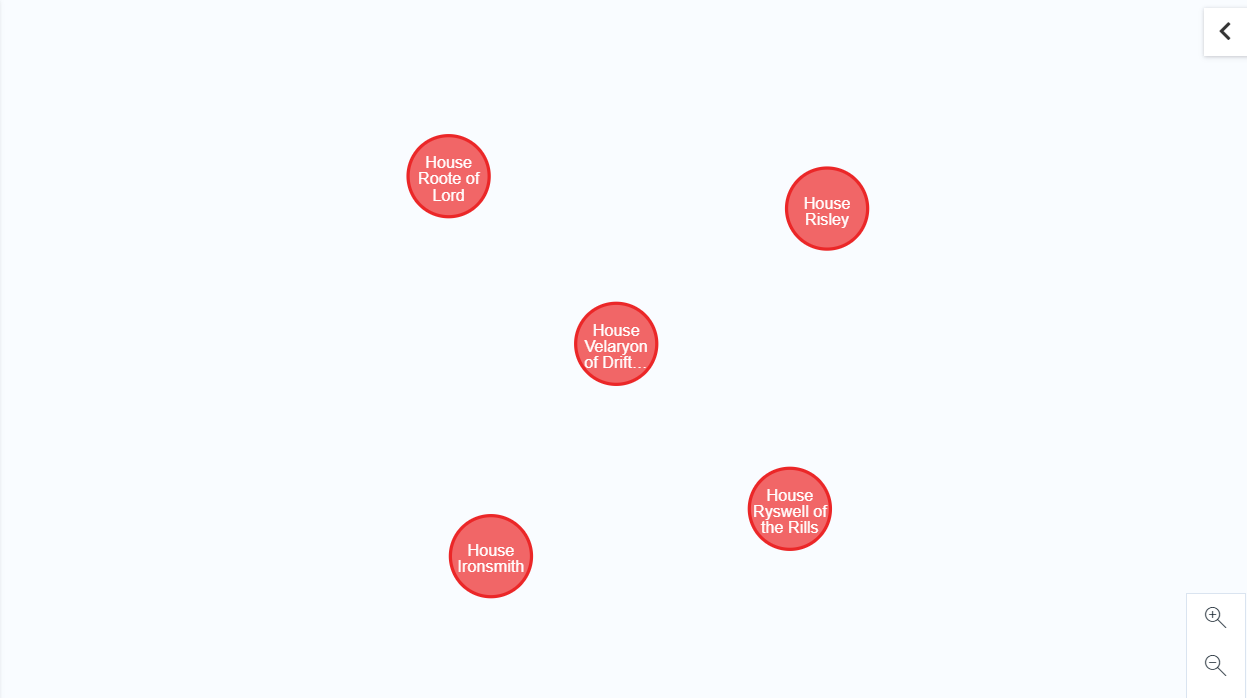 House
Roote of
Lord
House
Risley
House
Velaryon
of Drift...
House
Ryswell of
the Rills
House
Ironsmith